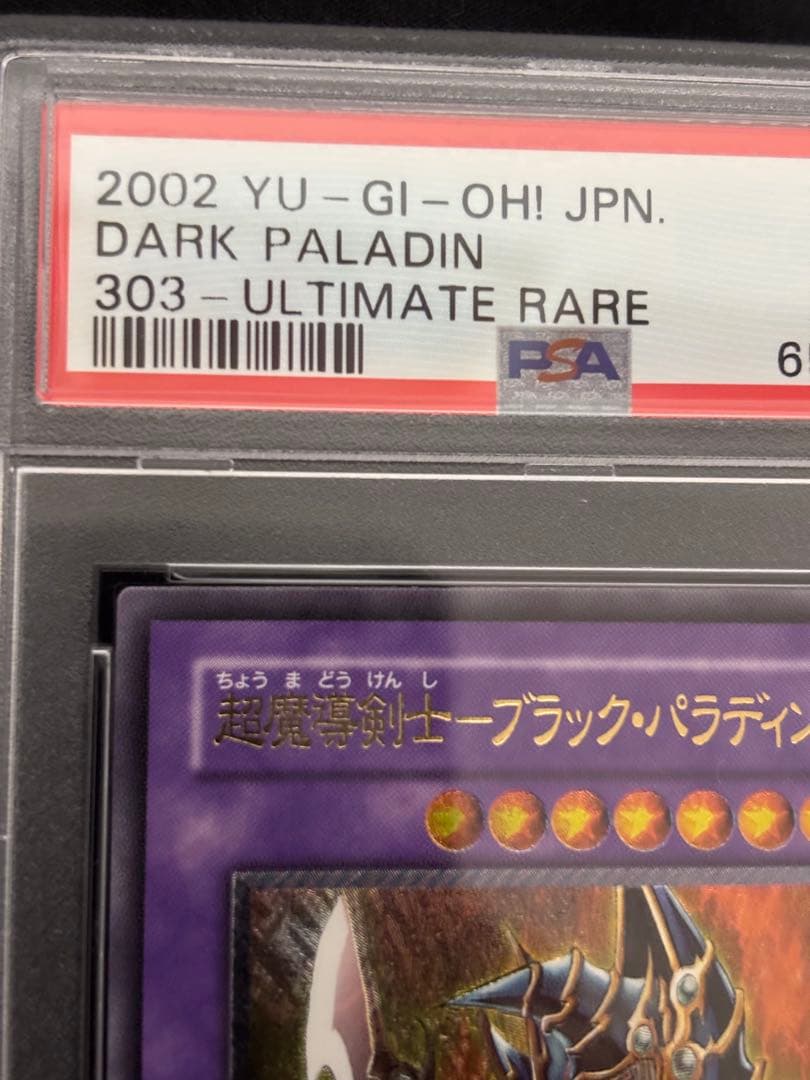 2002 YU-GI-OH! JPN.
DARK PALADIN
303-ULTIMATE RARE
PSA
ちょう ま どう けん し
超魔導剣士-ブラック・パラディン